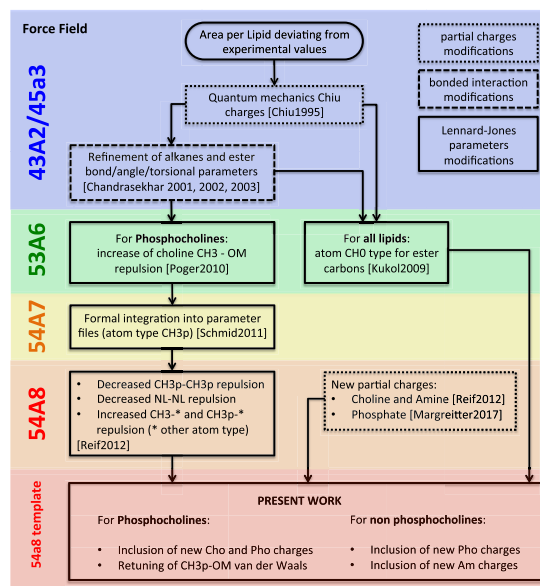 Force Field
Area per Lipid deviating from
experimental values
partial charges
modifications
43A2/45a3
Quantum mechanics Chiu
charges [Chiu1995]
bonded interaction
modifications
Refinement of alkanes and ester
bond/angle/torsional parameters
[Chandrasekhar 2001, 2002, 2003]
Lennard-Jones
parameters
modifications
53A6
For Phosphocholines:
increase of choline CH3 - OM
repulsion [Poger2010]
For all lipids:
atom CH0 type for ester
carbons [Kukol2009]
54A7
Formal integration into parameter
files (atom type CH3p) [Schmid2011]
54A8
• Decreased CH3p-CH3p repulsion
• Decreased NL-NL repulsion
• Increased CH3-* and CH3p-*
repulsion (* other atom type)
[Reif2012]
New partial charges:
• Choline and Amine [Reif2012]
• Phosphate [Margreitter2017]
54a8 template
PRESENT WORK
For Phosphocholines:
• Inclusion of new Cho and Pho charges
• Retuning of CH3p-OM van der Waals
For non phosphocholines:
• Inclusion of new Pho charges
• Inclusion of new Am charges